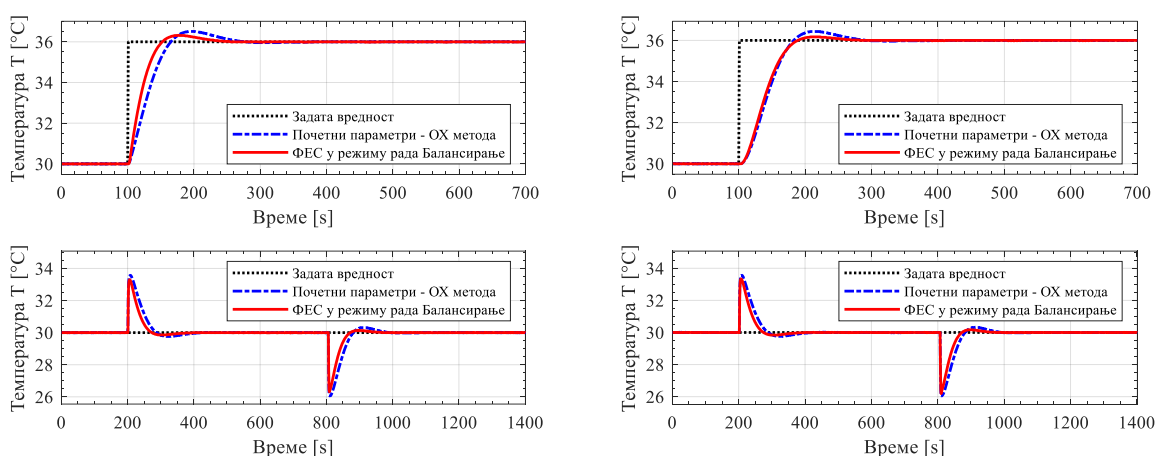 Температура T [°C]
36
34
32
30
Задата вредност
Почетни параметри - ОХ метода
ФЕС у режиму рада Балансирање
0 100 200 300 400 500 600 700
Време [s]
Температура T [°C]
36
34
32
30
Задата вредност
Почетни параметри - ОХ метода
ФЕС у режиму рада Балансирање
0 100 200 300 400 500 600 700
Време [s]
Температура T [°C]
34
32
30
28
26
Задата вредност
Почетни параметри - ОХ метода
ФЕС у режиму рада Балансирање
0 200 400 600 800 1000 1200 1400
Време [s]
Температура T [°C]
34
32
30
28
26
Задата вредност
Почетни параметри - ОХ метода
ФЕС у режиму рада Балансирање
0 200 400 600 800 1000 1200 1400
Време [s]